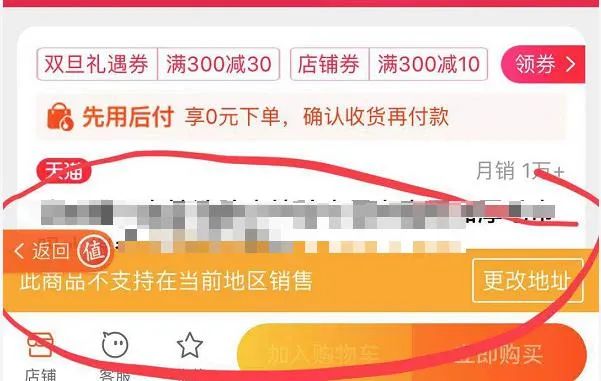 双旦礼遇券 满300减30 店铺券 满300减10 领券
先用后付 享0元下单，确认收货再付款
天猫 月销 1万+
返回 值
此商品不支持在当前地区销售 更改地址
加入购物车 立即购买
店铺 客服